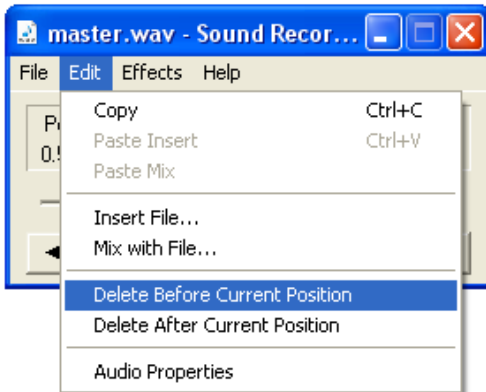 master.wav - Sound Recor...
File Edit Effects Help
Copy Ctrl+C
Paste Insert Ctrl+V
Paste Mix
Insert File...
Mix with File...
Delete Before Current Position
Delete After Current Position
Audio Properties